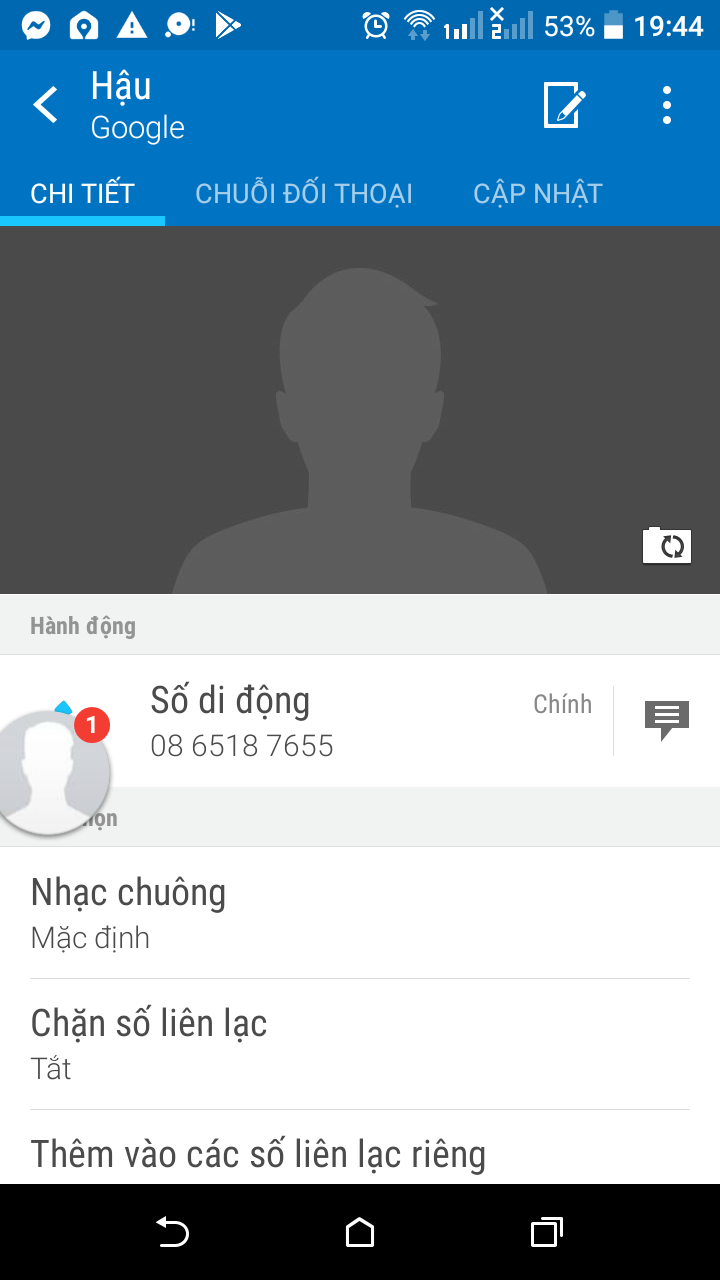 53% 19:44
Hậu
Google
CHI TIẾT CHUỖI ĐỐI THOẠI CẬP NHẬT
Hành động
Số di động Chính
08 6518 7655
1
Nhạc chuông
Mặc định
Chặn số liên lạc
Tắt
Thêm vào các số liên lạc riêng